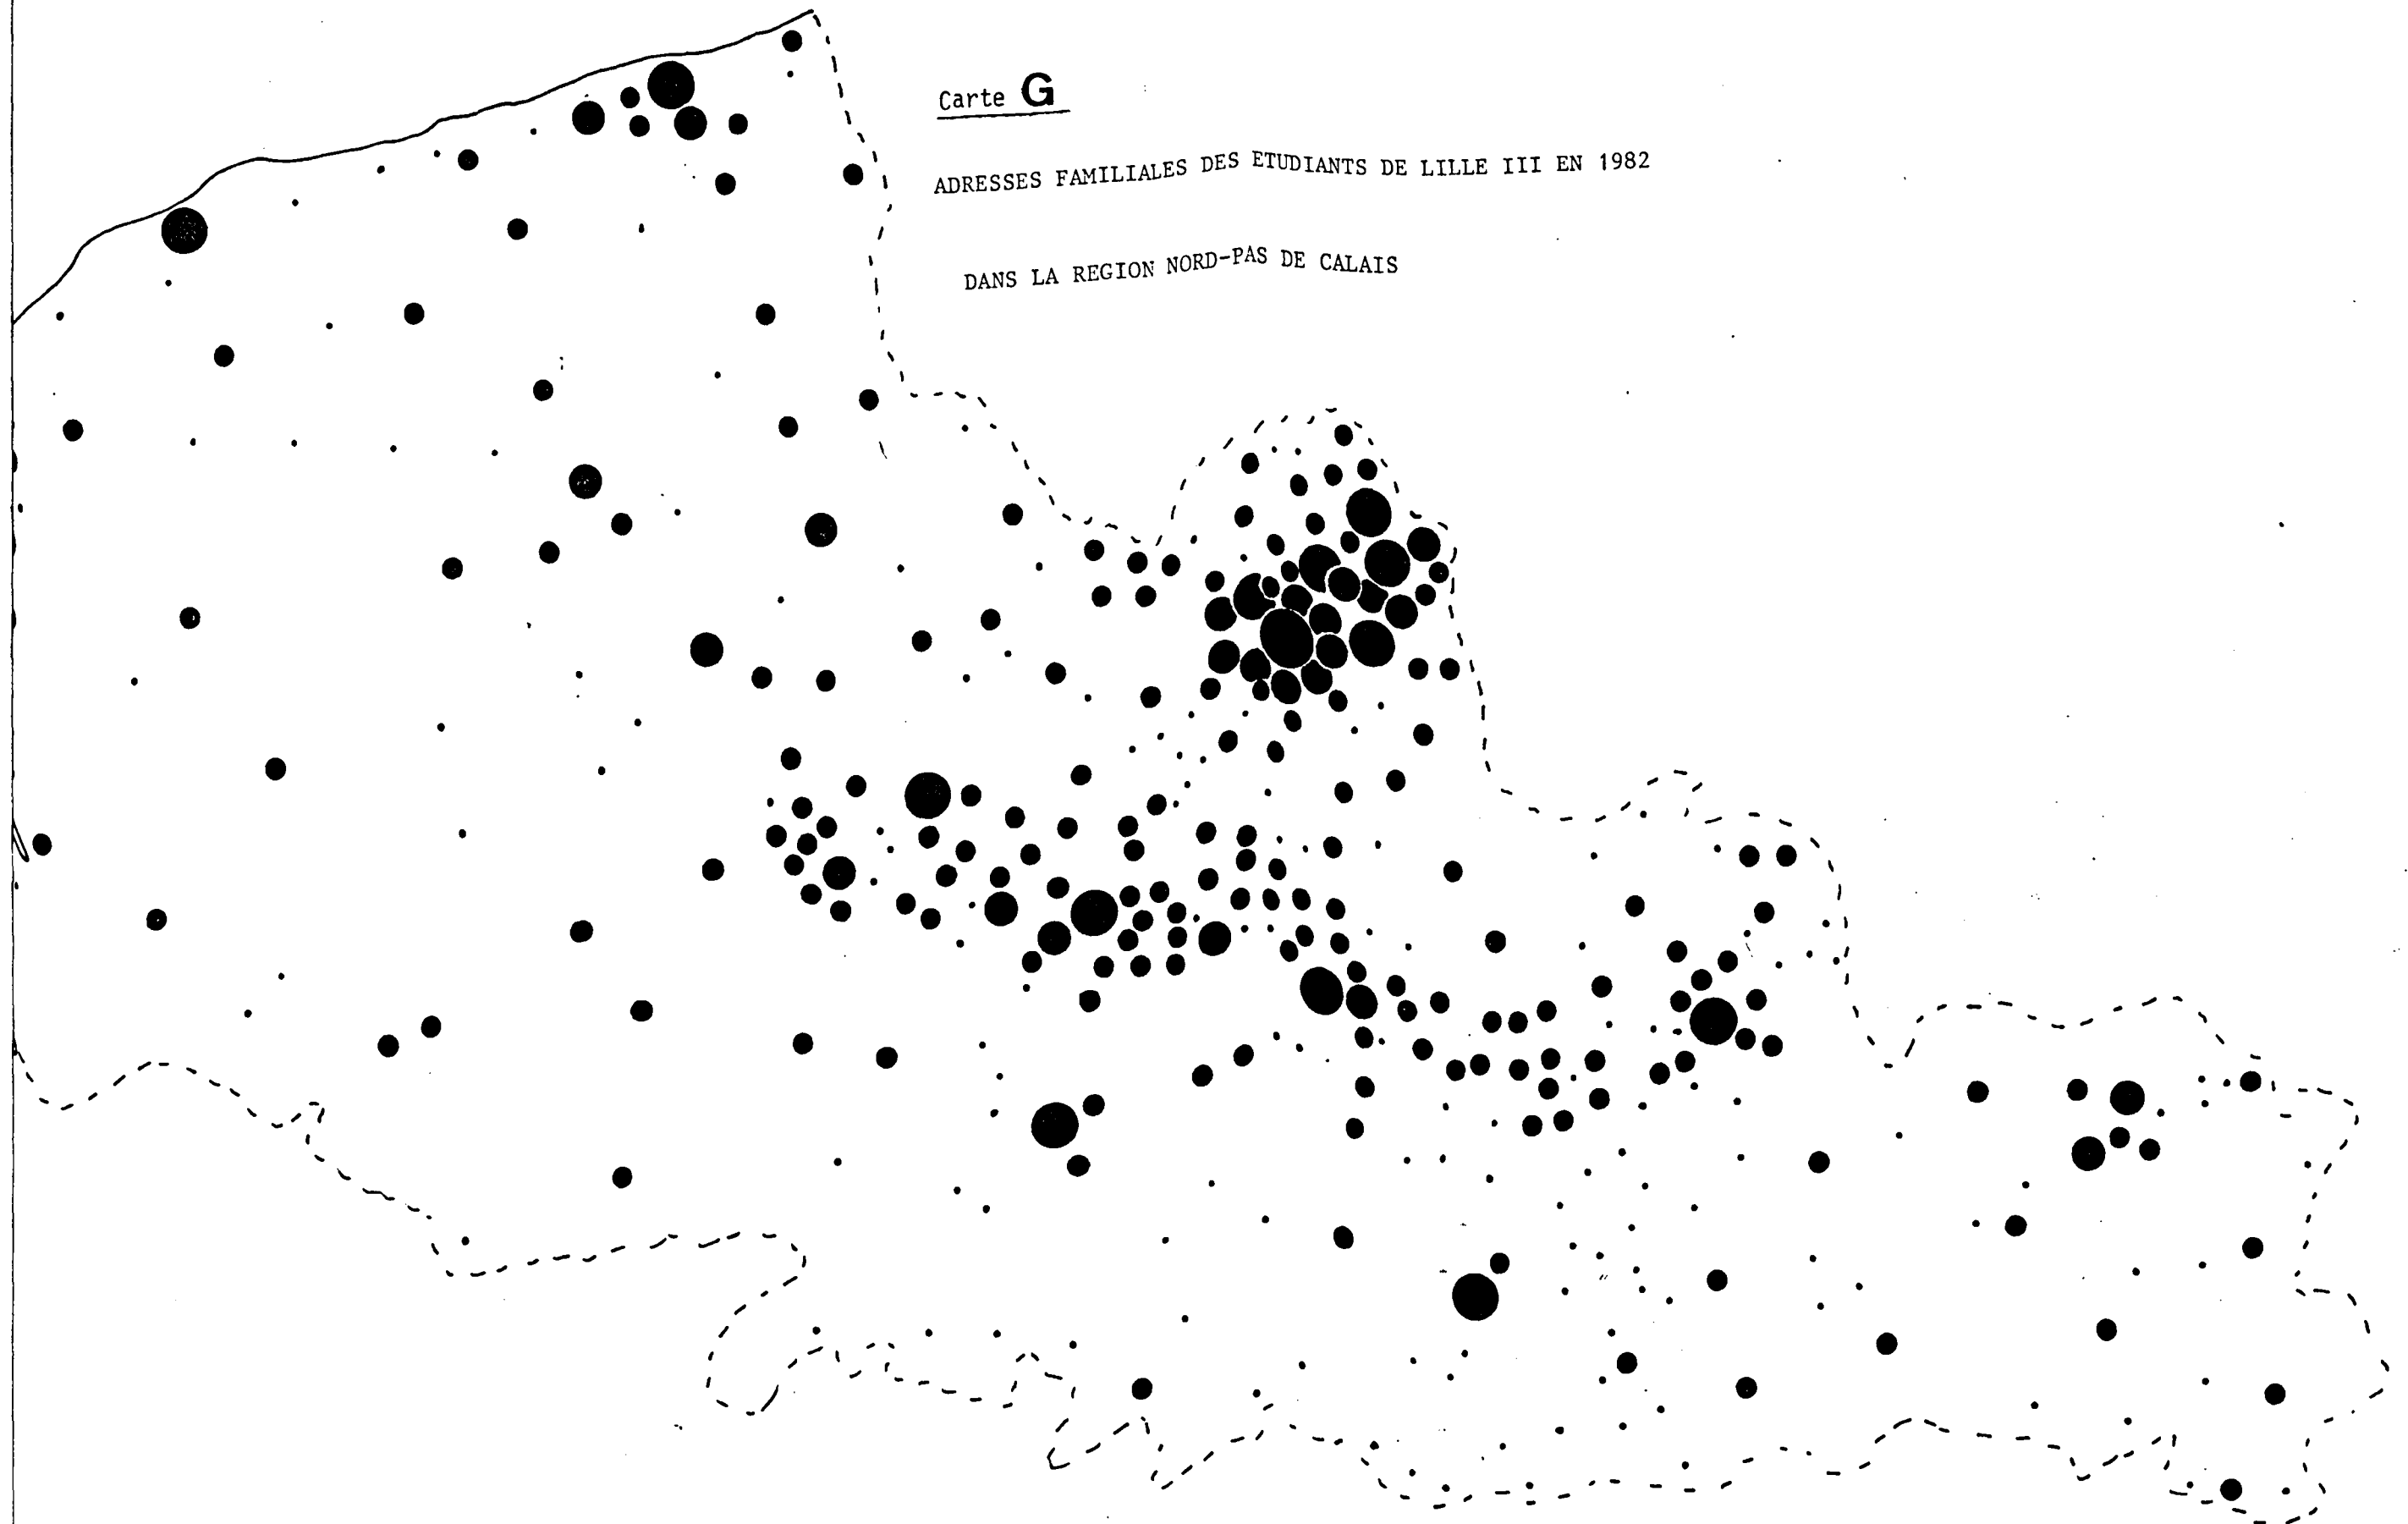 Carte G
ADRESSES FAMILIALES DES ETUDIANTS DE LILLE III EN 1982
DANS LA REGION NORD-PAS DE CALAIS